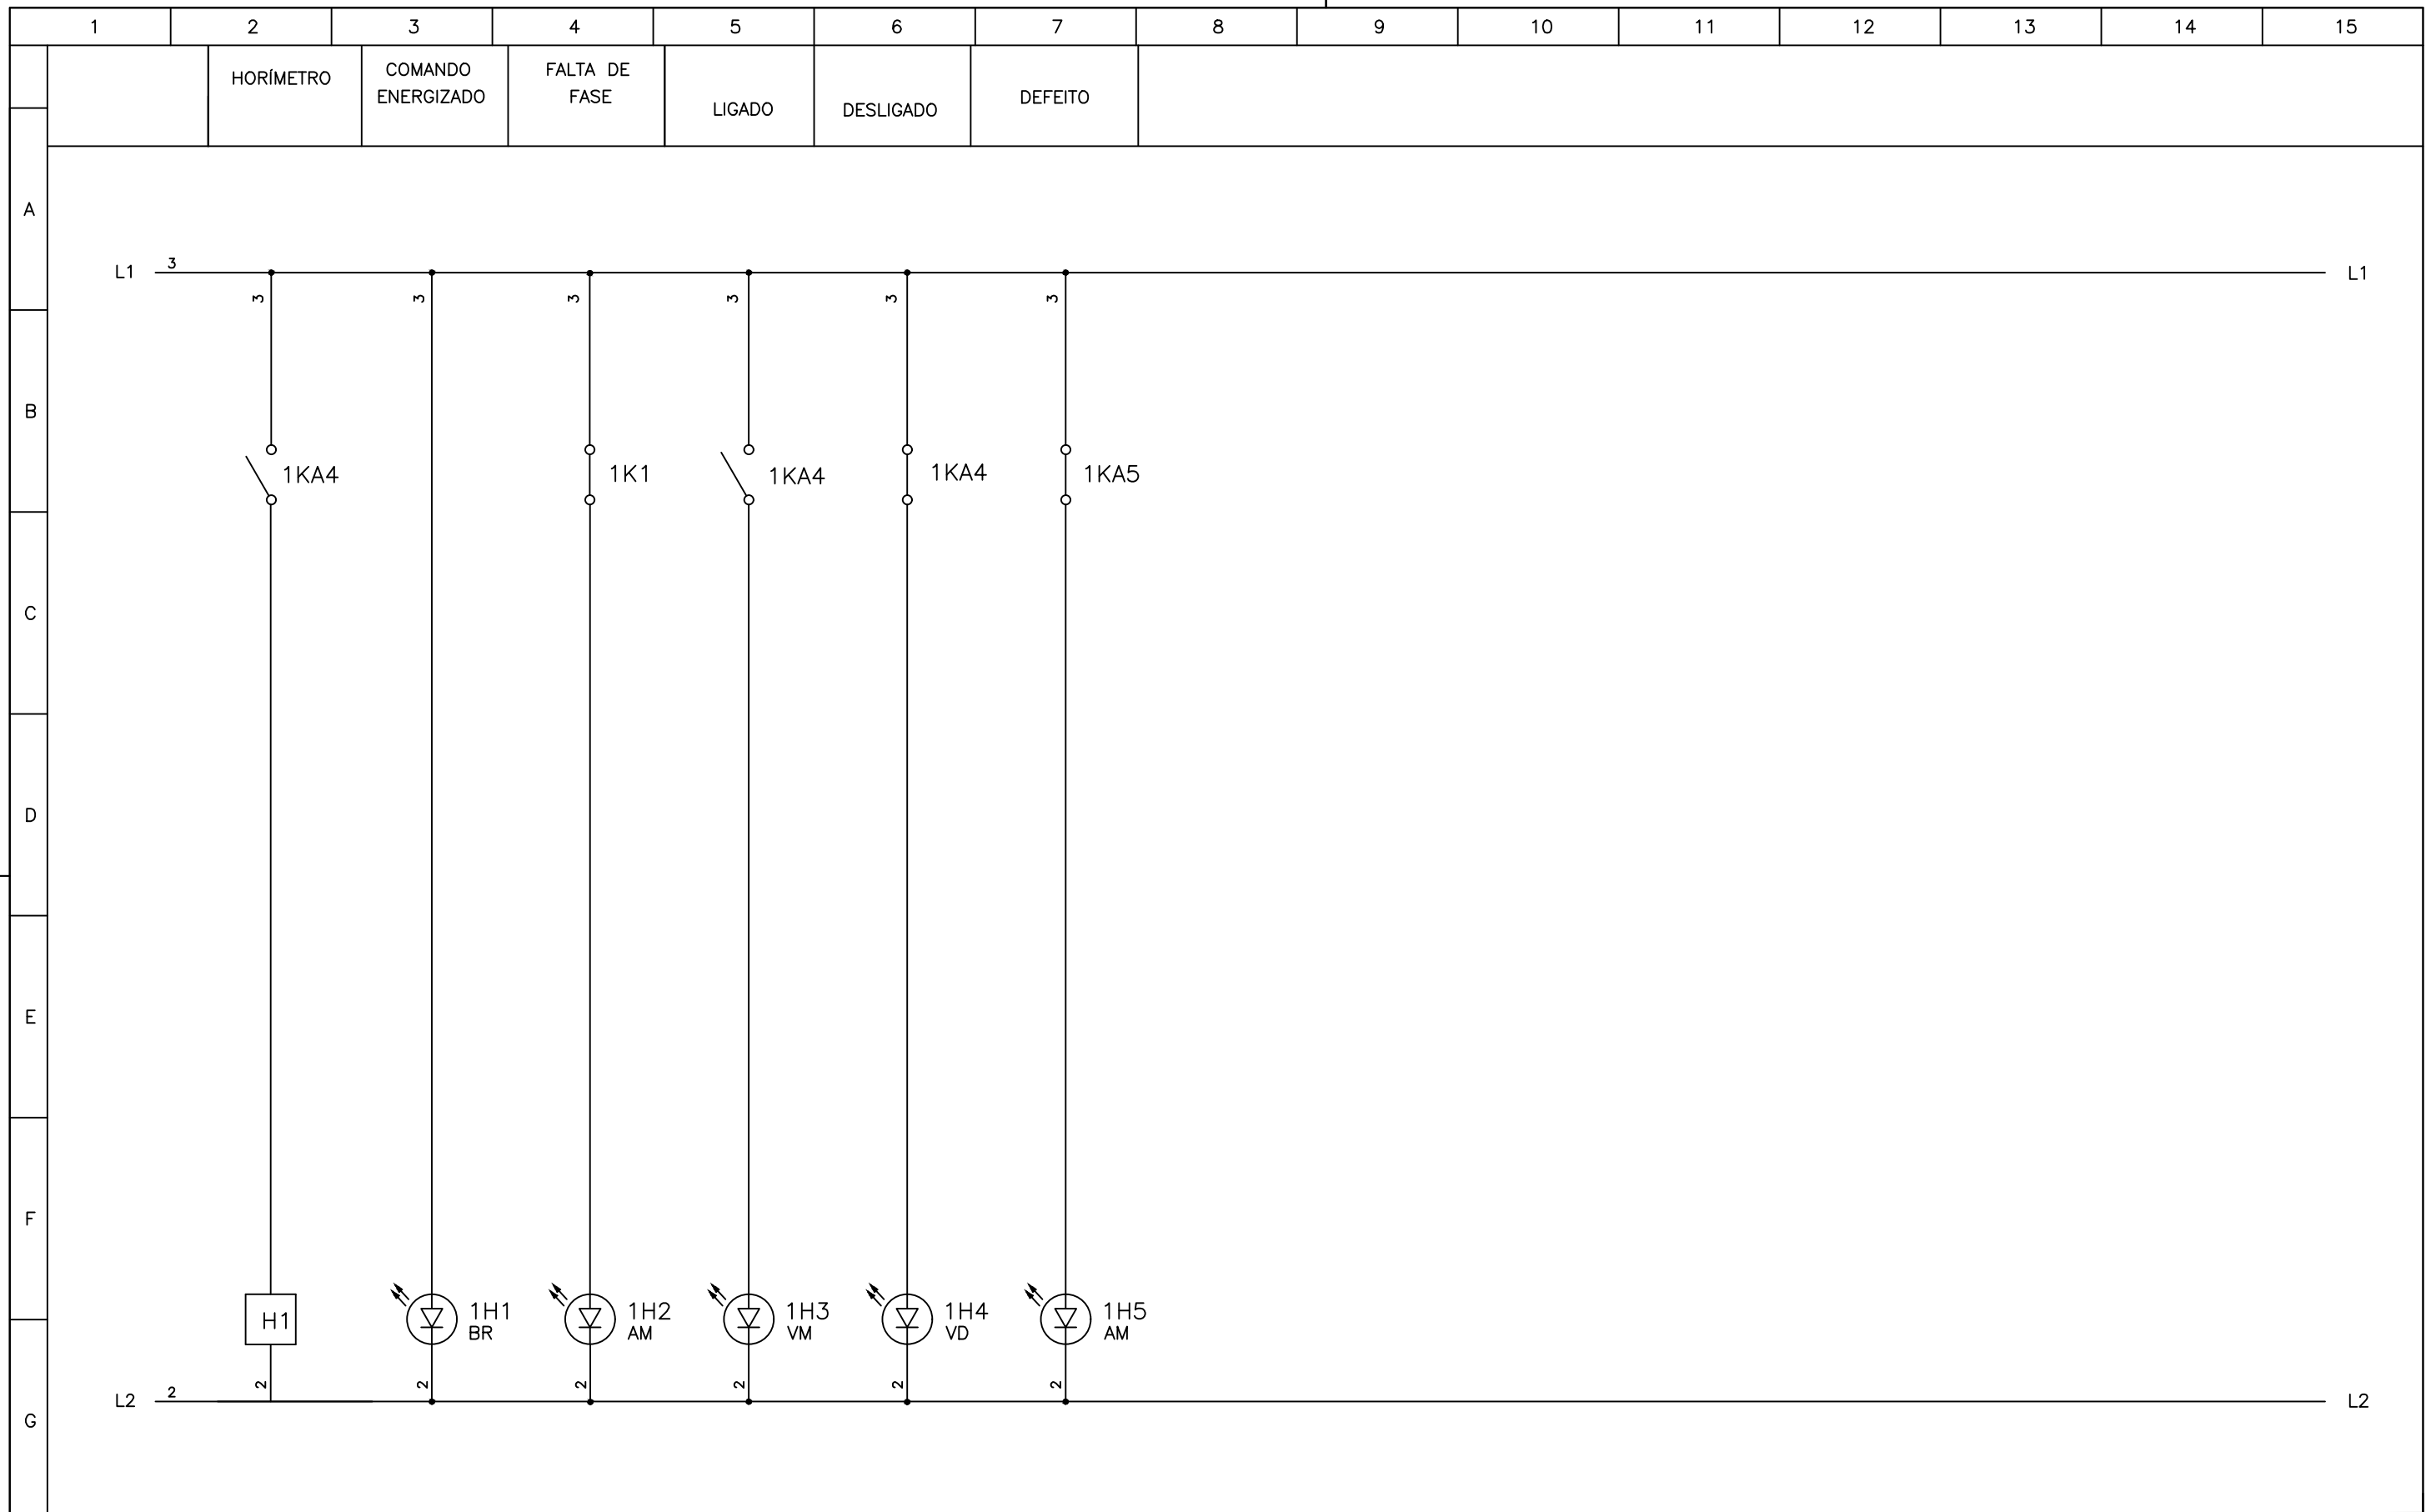 1 2 3 4 5 6 7 8 9 10 11 12 13 14 15
HORÍMETRO
COMANDO
ENERGIZADO
FALTA DE
FASE
LIGADO
DESLIGADO
DEFEITO
A
L1 3 L1
3 3 3 3 3 3
B
1KA4 1K1 1KA4 1KA4 1KA5
C
D
E
F
H1
1H1
BR
1H2
AM
1H3
VM
1H4
VD
1H5
AM
2 2 2 2 2 2
L2 2 L2
G